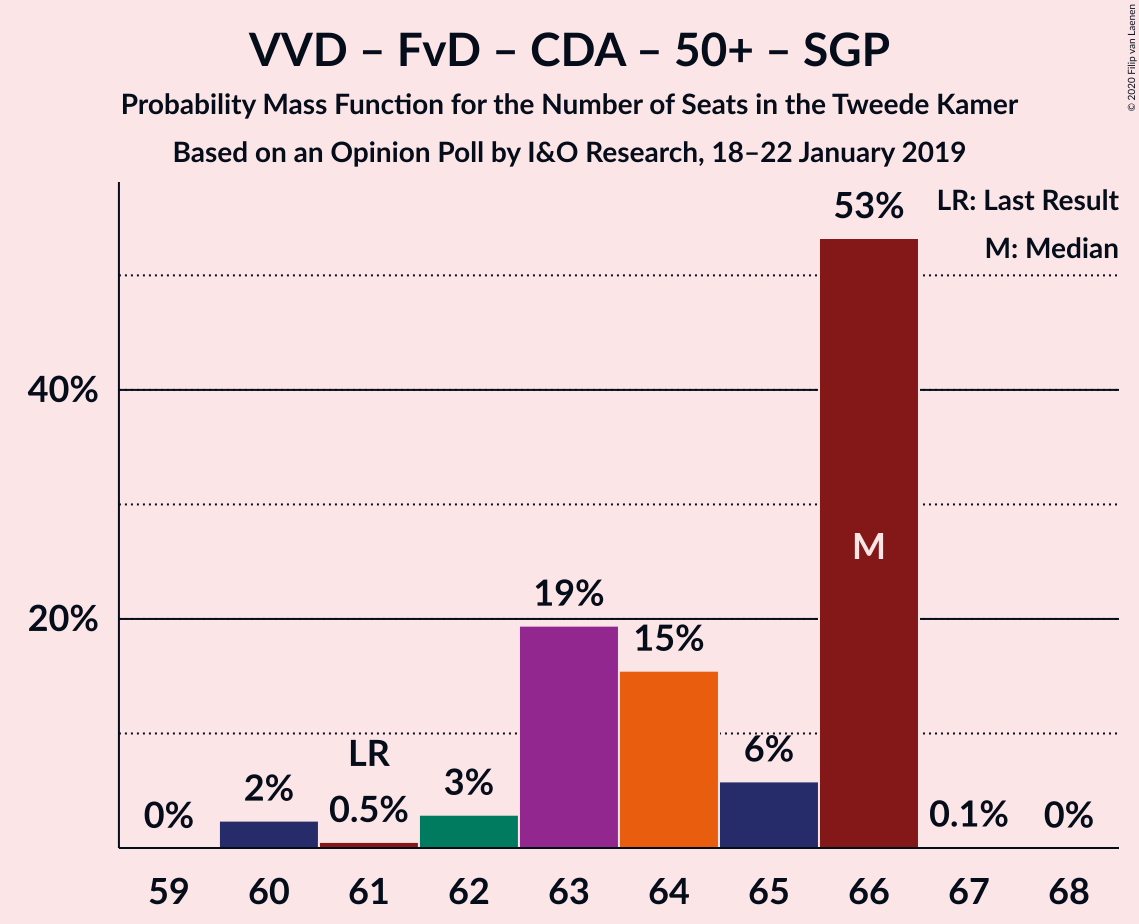 VVD – FvD – CDA – 50+ – SGP
Probability Mass Function for the Number of Seats in the Tweede Kamer
Based on an Opinion Poll by I&O Research, 18–22 January 2019
© 2020 Filip van Laenen
LR: Last Result
M: Median
53%
40%
M
19%
20%
15%
LR
6%
2%
3%
0%
0.5%
0.1%
0%
59 60 61 62 63 64 65 66 67 68